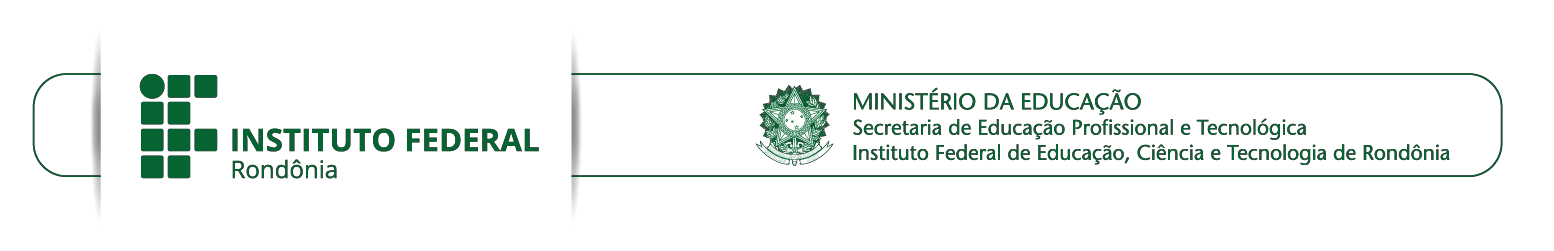 INSTITUTO FEDERAL
Rondônia
MINISTÉRIO DA EDUCAÇÃO
Secretaria de Educação Profissional e Tecnológica
Instituto Federal de Educação, Ciência e Tecnologia de Rondônia